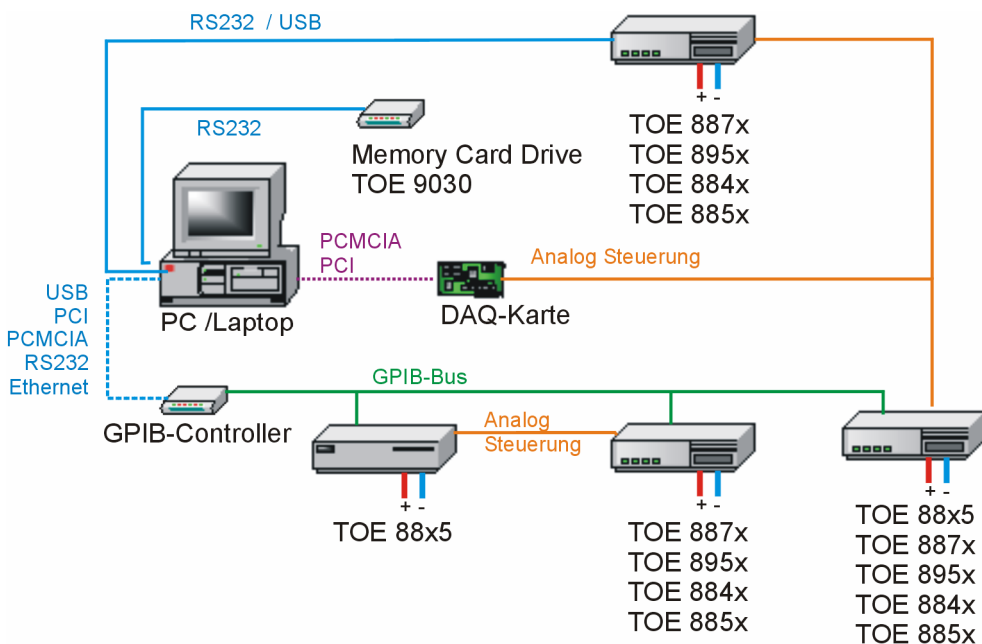 RS232 / USB
+ -
TOE 887x
TOE 895x
TOE 884x
TOE 885x
RS232
Memory Card Drive
TOE 9030
PCMCIA
PCI
Analog Steuerung
DAQ-Karte
PC /Laptop
USB
PCI
PCMCIA
RS232
Ethernet
GPIB-Bus
GPIB-Controller
Analog
Steuerung
+ -
TOE 88x5
+ -
TOE 887x
TOE 895x
TOE 884x
TOE 885x
+ -
TOE 88x5
TOE 887x
TOE 895x
TOE 884x
TOE 885x